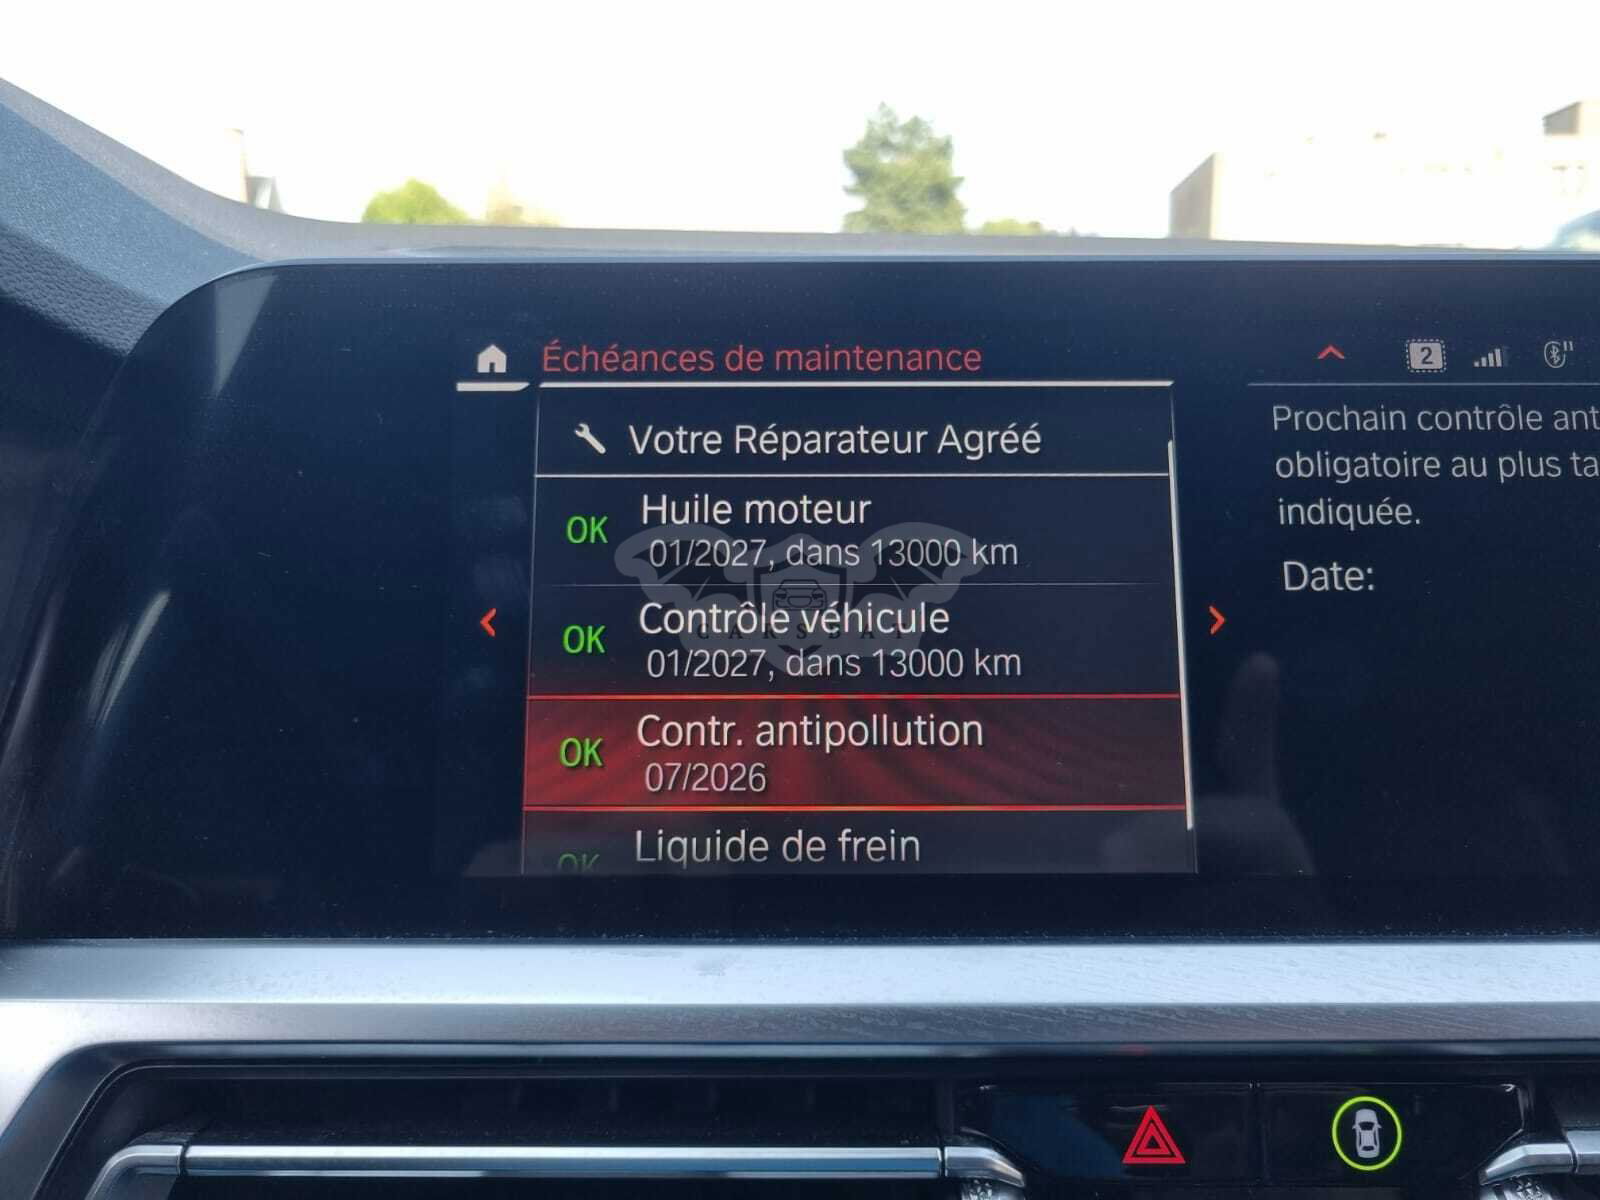 Échéances de maintenance
2
Votre Réparateur Agréé
OK
Huile moteur
01/2027, dans 13000 km
OK
Contrôle véhicule
01/2027, dans 13000 km
OK
Contr. antipollution
07/2026
OK
Liquide de frein
Prochain contrôle ant
obligatoire au plus ta
indiquée.
Date:
CARSBAT